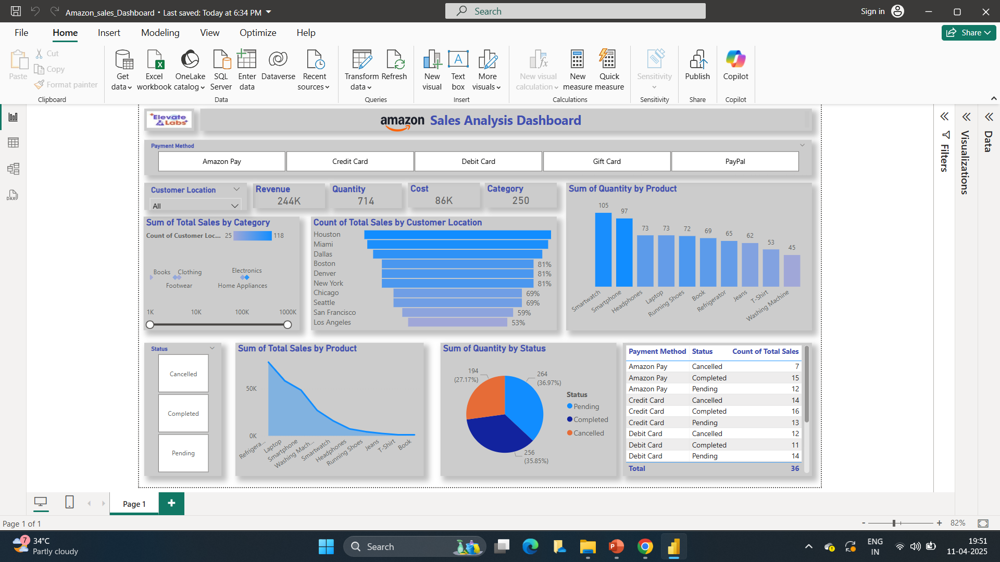 Amazon_sales_Dashboard • Last saved: Today at 6:34 PM
Search
Sign in
File Home Insert Modeling View Optimize Help
Share
Paste
Cut
Copy
Format painter
Clipboard
Get data
Excel workbook
OneLake catalog
SQL Server
Enter data
Dataverse
Recent sources
Data
Transform data
Refresh
Queries
New visual
Text box
More visuals
Insert
New visual calculation
New measure
Quick measure
Calculations
Sensitivity
Sensitivity
Publish
Share
Copilot
Copilot
Elevate Labs
amazon Sales Analysis Dashboard
Payment Method
Amazon Pay
Credit Card
Debit Card
Gift Card
PayPal
Customer Location
All
Revenue
244K
Quantity
714
Cost
86K
Category
250
Sum of Total Sales by Category
Count of Customer Loc... 25 118
Books Clothing Electronics
Footwear Home Appliances
1K 10K 100K 1000K
Count of Total Sales by Customer Location
Houston
Miami
Dallas
Boston 81%
Denver 81%
New York 81%
Chicago 69%
Seattle 69%
San Francisco 59%
Los Angeles 53%
Sum of Quantity by Product
105 97 73 73 72 69 65 62 53 45
Smartwatch Smartphone Headphones Laptop Running Shoes Book Refrigerator Jeans T-Shirt Washing Machine
Status
Cancelled
Completed
Pending
Sum of Total Sales by Product
50K
0K
Refrigera... Laptop Smartphone Washing Mach... Smartwatch Headphones Running Shoes Jeans T-Shirt Book
Sum of Quantity by Status
194
(27.17%)
264
(36.97%)
256
(35.85%)
Status
Pending
Completed
Cancelled
Payment Method Status Count of Total Sales
Amazon Pay Cancelled 7
Amazon Pay Completed 15
Amazon Pay Pending 12
Credit Card Cancelled 14
Credit Card Completed 16
Credit Card Pending 13
Debit Card Cancelled 12
Debit Card Completed 11
Debit Card Pending 14
Total 36
Filters
Visualizations
Data
DAX
Page 1
+
Page 1 of 1
- + 82%
7
34°C
Partly cloudy
Search
ENG
IN
19:51
11-04-2025